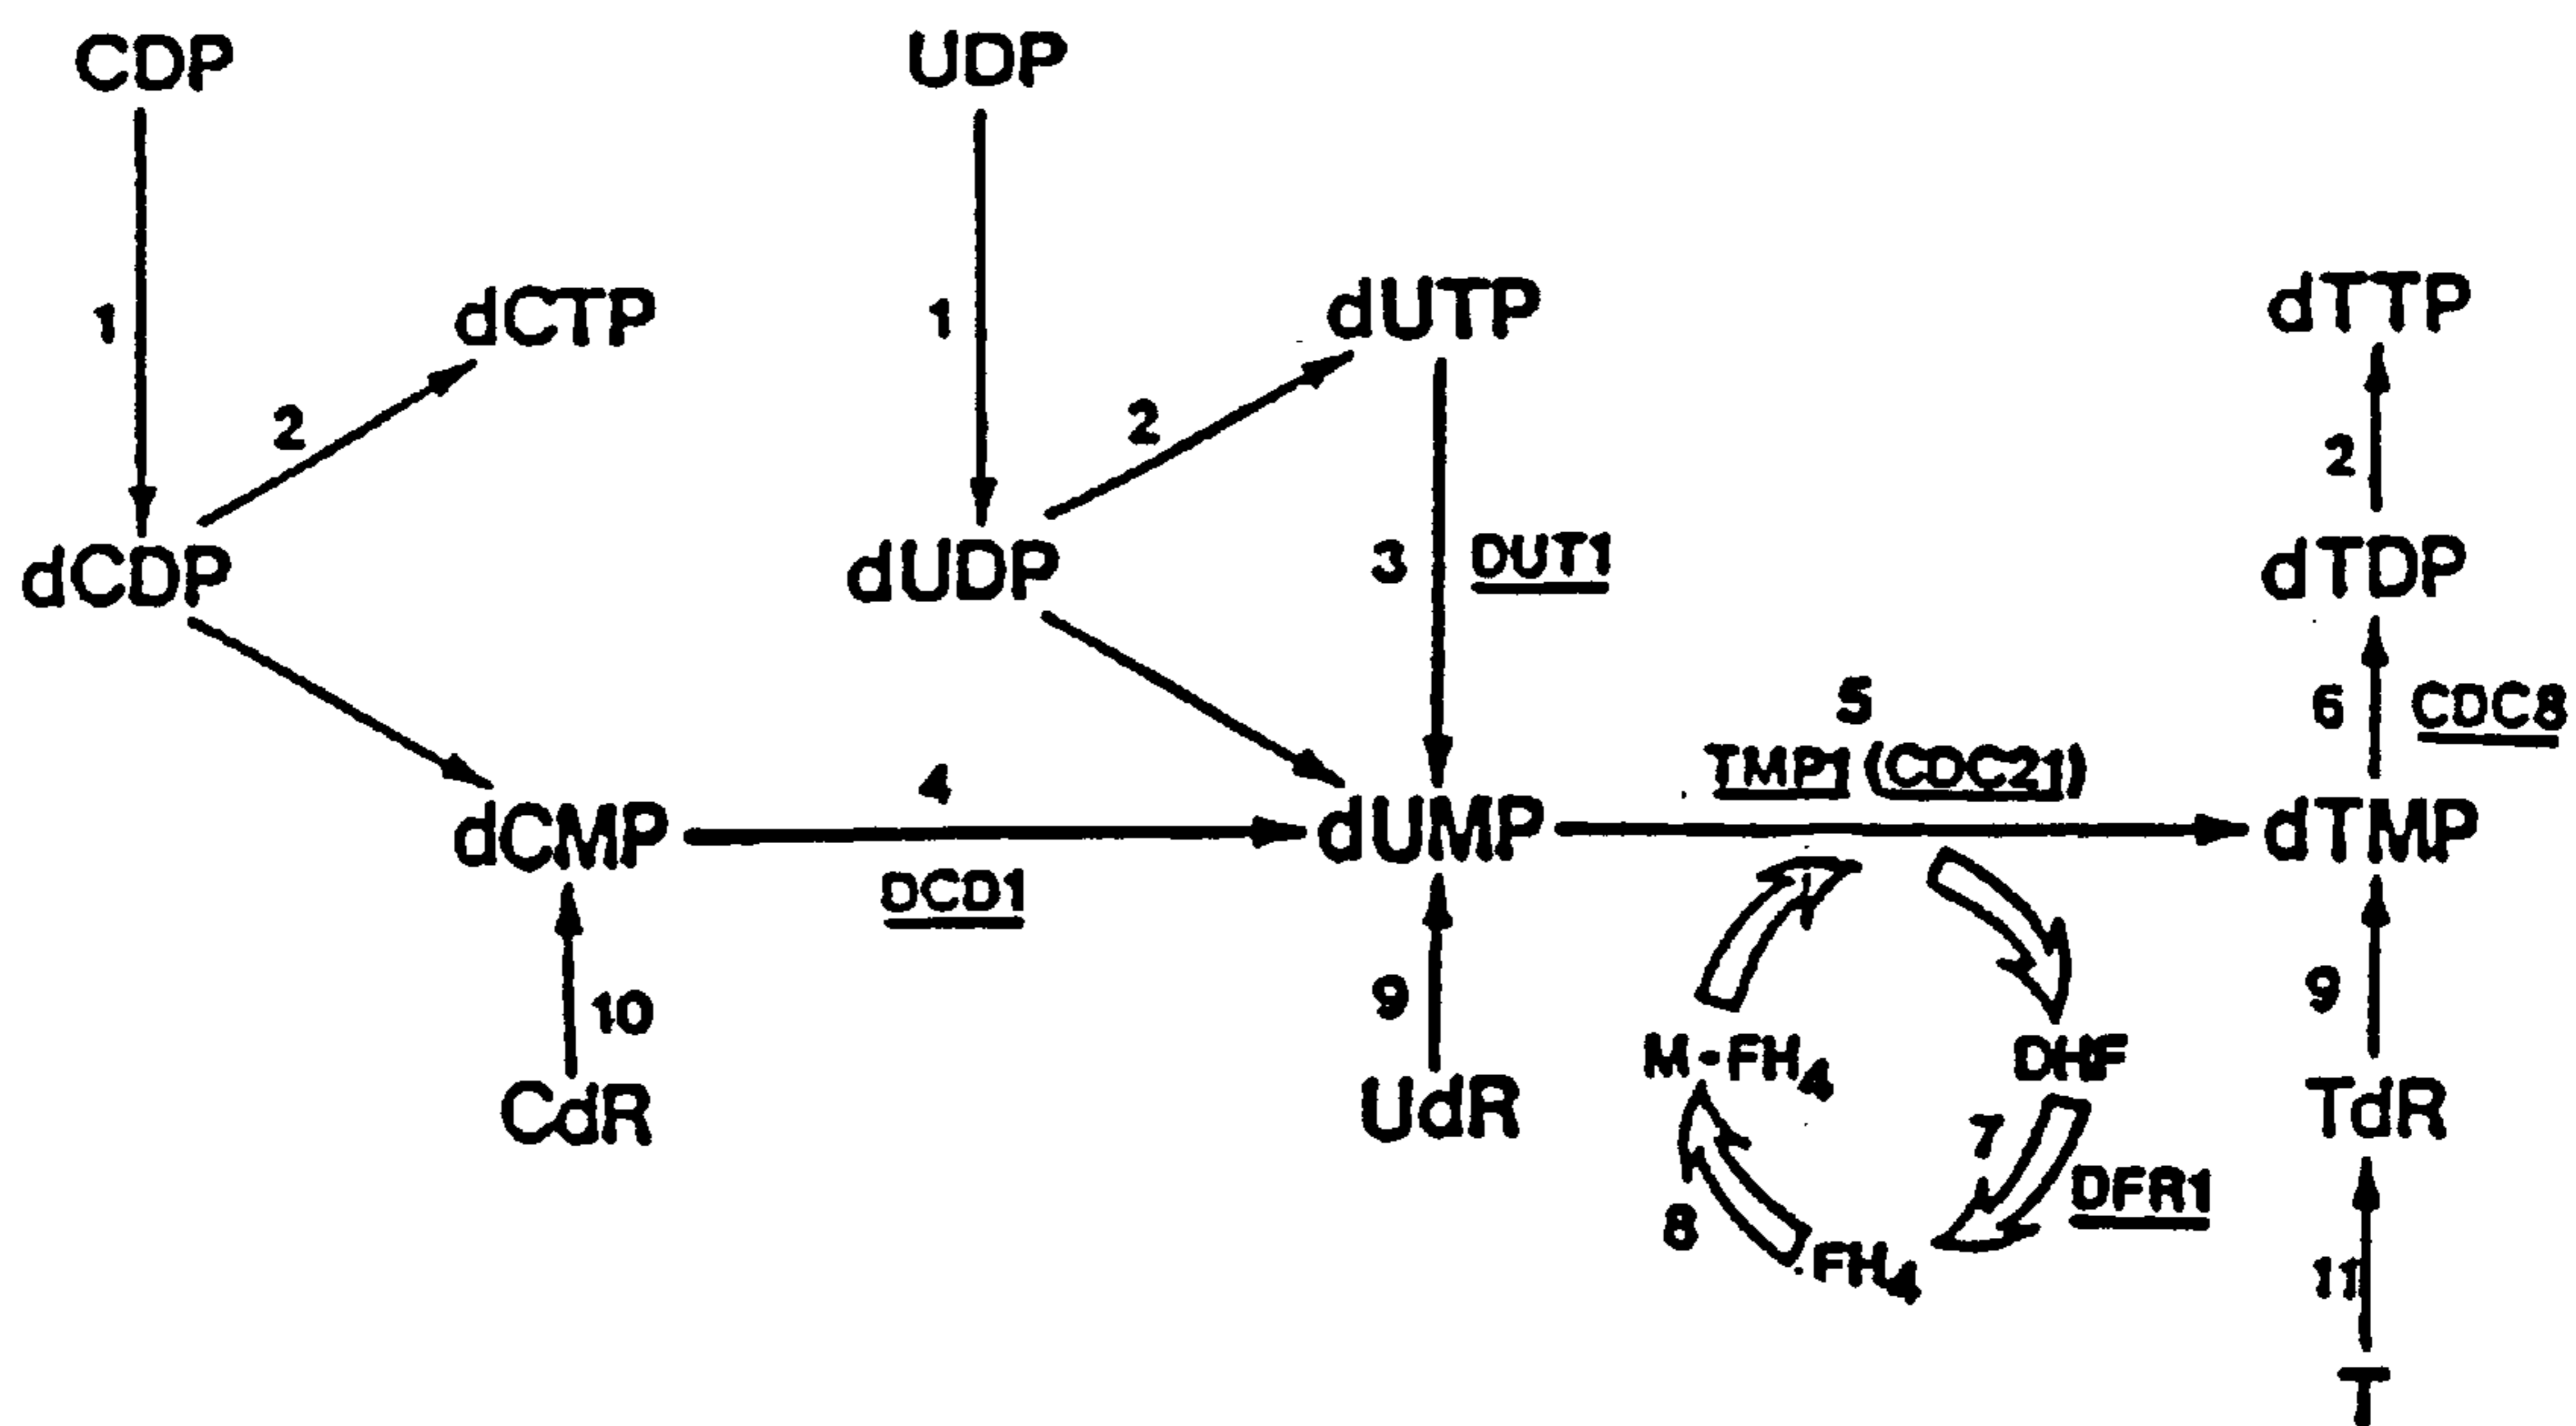 CDP UDP
1 dCTP 1 dUTP dTTP
2 2 2
dCDP dUDP 3 DUT1 dTDP
5 6 CDC8
4 TMP1 (CDC21)
dCMP dUMP dTMP
DCD1
10 9 9
M-FH4 DHF
CdR UdR 7 TdR
8 DFR1
FH4 11
T